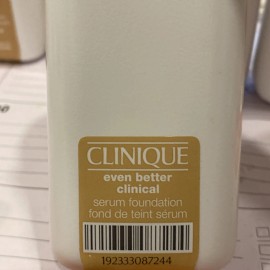 CLINIQUE
even better
clinical
serum foundation
fond de teint sérum
192333087244